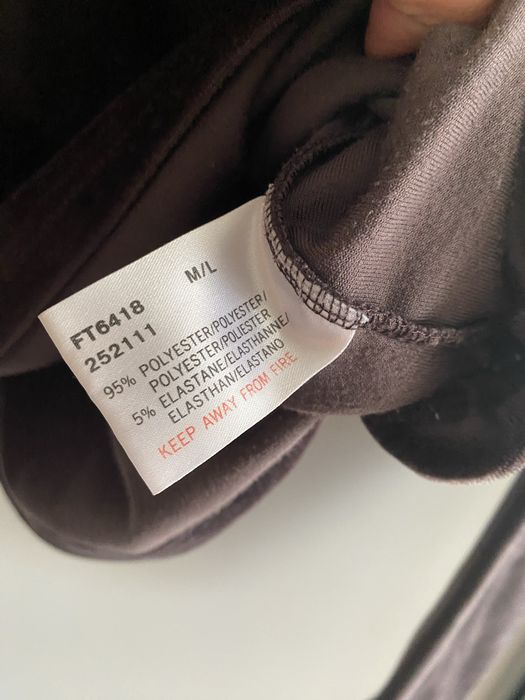 M/L
FT6418
252111
95% POLYESTER/POLYESTER/
POLYESTER/POLIESTER
5% ELASTANE/ELASTHANNE/
ELASTHAN/ELASTANO
KEEP AWAY FROM FIRE